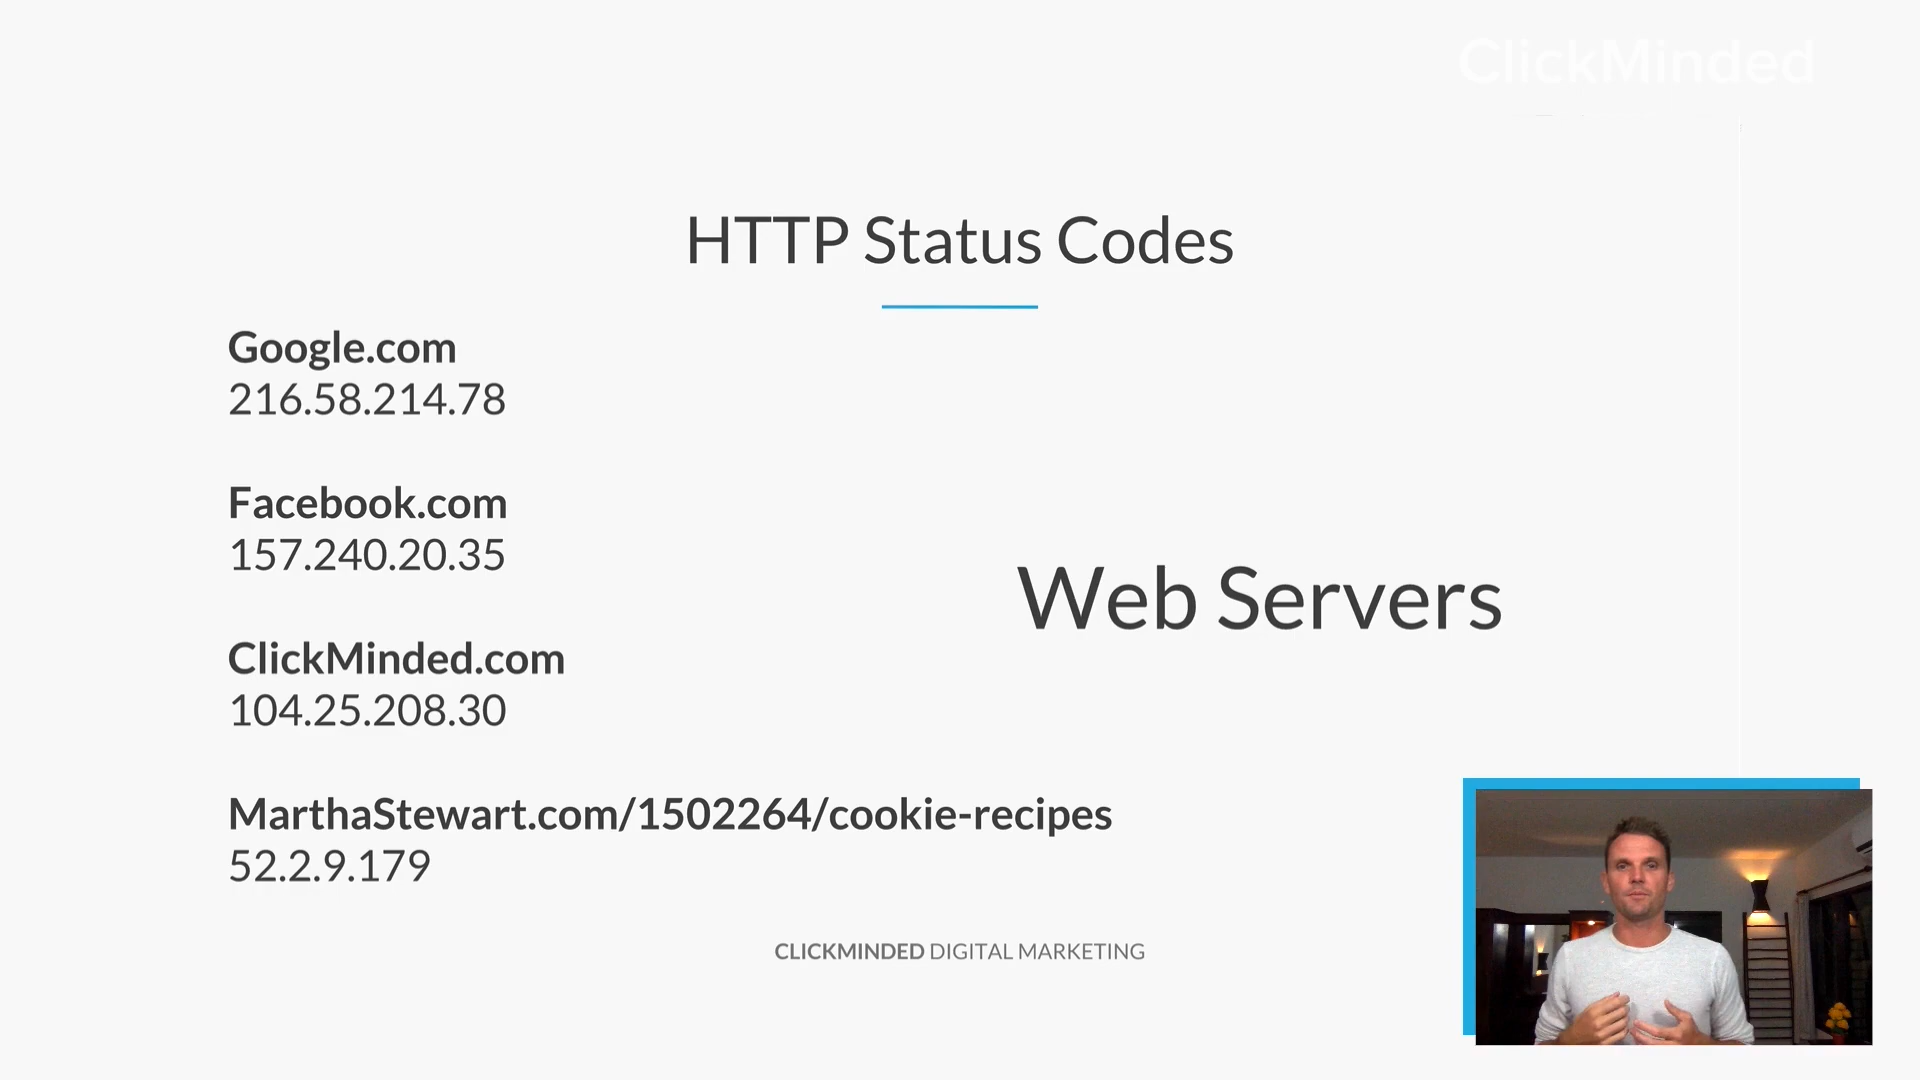 ClickMinded
HTTP Status Codes
Google.com
216.58.214.78
Facebook.com
157.240.20.35
Web Servers
ClickMinded.com
104.25.208.30
MarthaStewart.com/1502264/cookie-recipes
52.2.9.179
CLICKMINDED DIGITAL MARKETING